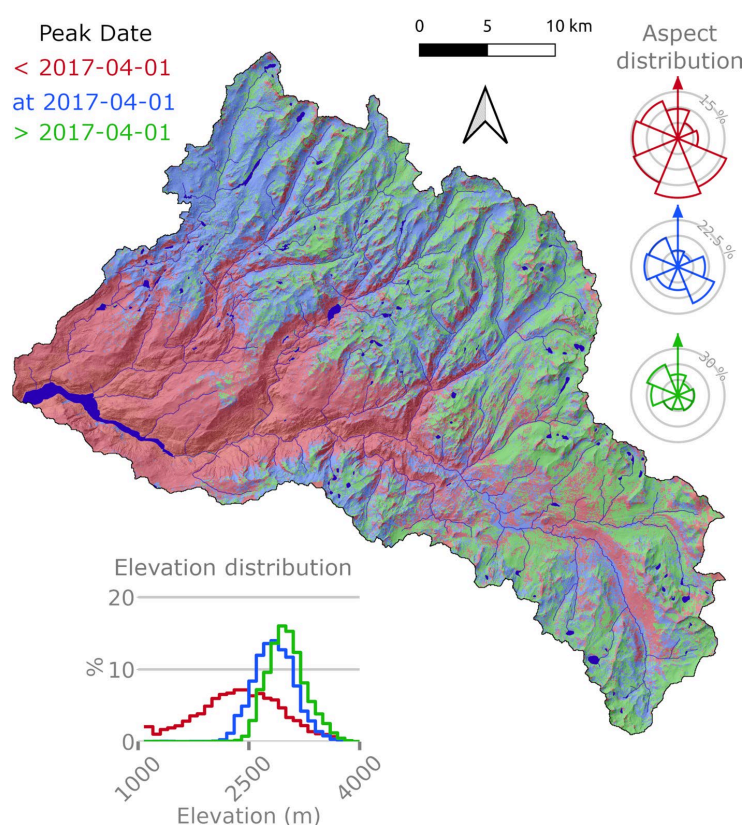 Peak Date
< 2017-04-01
at 2017-04-01
> 2017-04-01
0 5 10 km
Aspect
distribution
15 %
22.5 %
30 %
Elevation distribution
20
10
0
%
1000 2500 4000
Elevation (m)